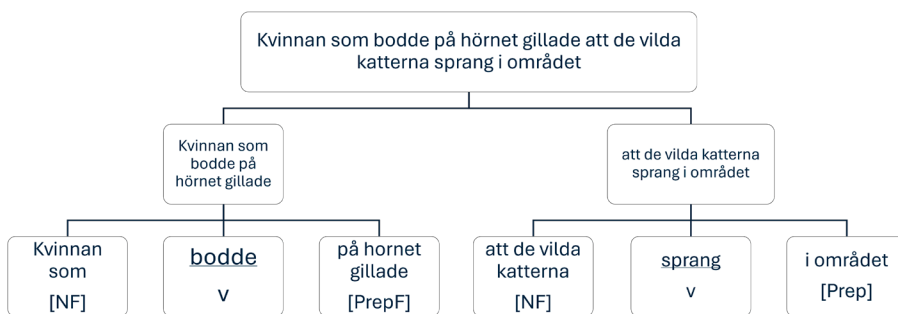 Kvinnan som bodde på hörnet gillade att de vilda
katterna sprang i området
Kvinnan som
bodde på
hörnet gillade
att de vilda katterna
sprang i området
Kvinnan
som
[NF]
bodde
v
på hornet
gillade
[PrepF]
att de vilda
katterna
[NF]
sprang
v
i området
[Prep]